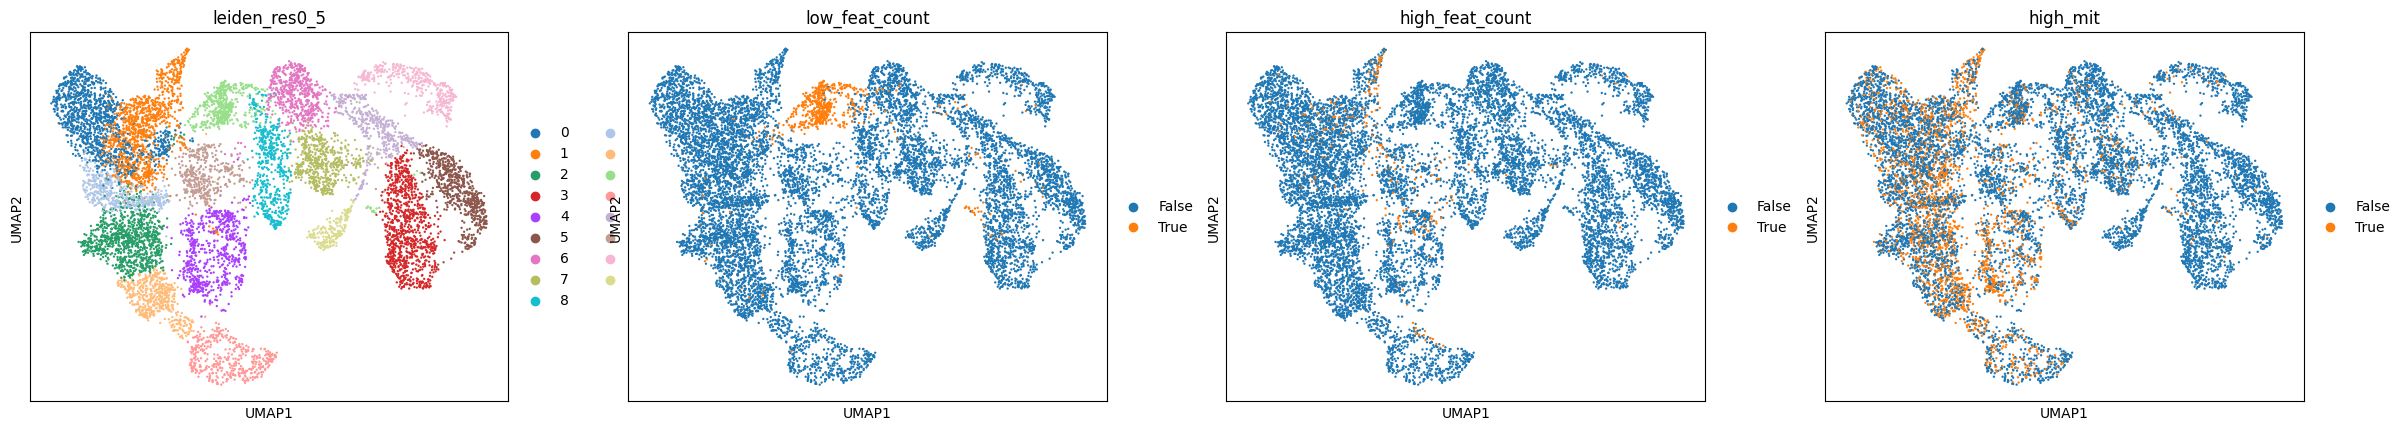 leiden_res0_5
UMAP2
UMAP1
0
1
2
3
4
5
6
7
8
low_feat_count
UMAP2
UMAP1
False
True
high_feat_count
UMAP2
UMAP1
False
True
high_mit
UMAP2
UMAP1
False
True